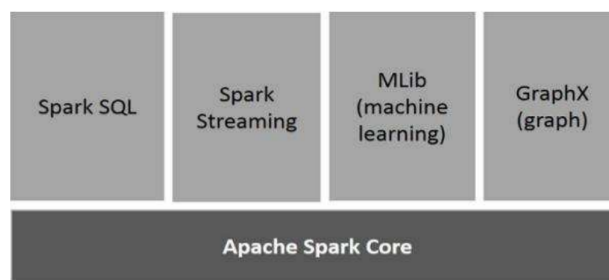 Spark SQL
Spark
Streaming
MLib
(machine
learning)
GraphX
(graph)
Apache Spark Core